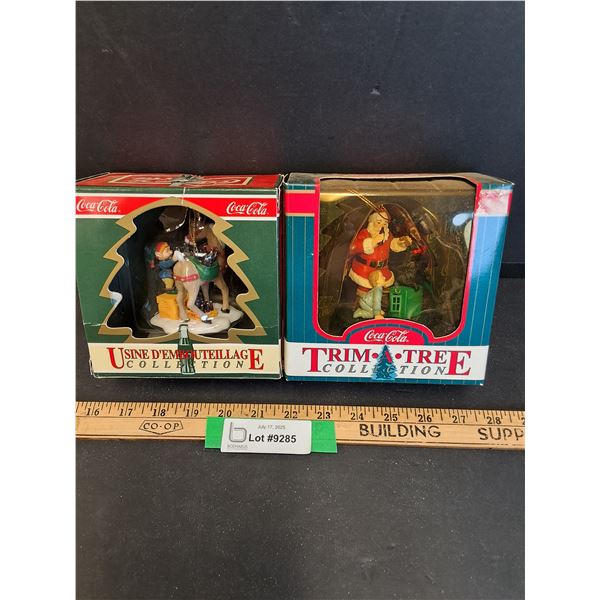 Coca-Cola
Coca-Cola
USINE D'EMBOUTEILLAGE
COLLECTION
Coca-Cola
TRIM•A•TREE
COLLECTION
16 17 18 19 20 21 22 23 24 25 26 27 28
CO-OP
BUILDING SUPP
July 17, 2025
Lot #9285
BODNARUS